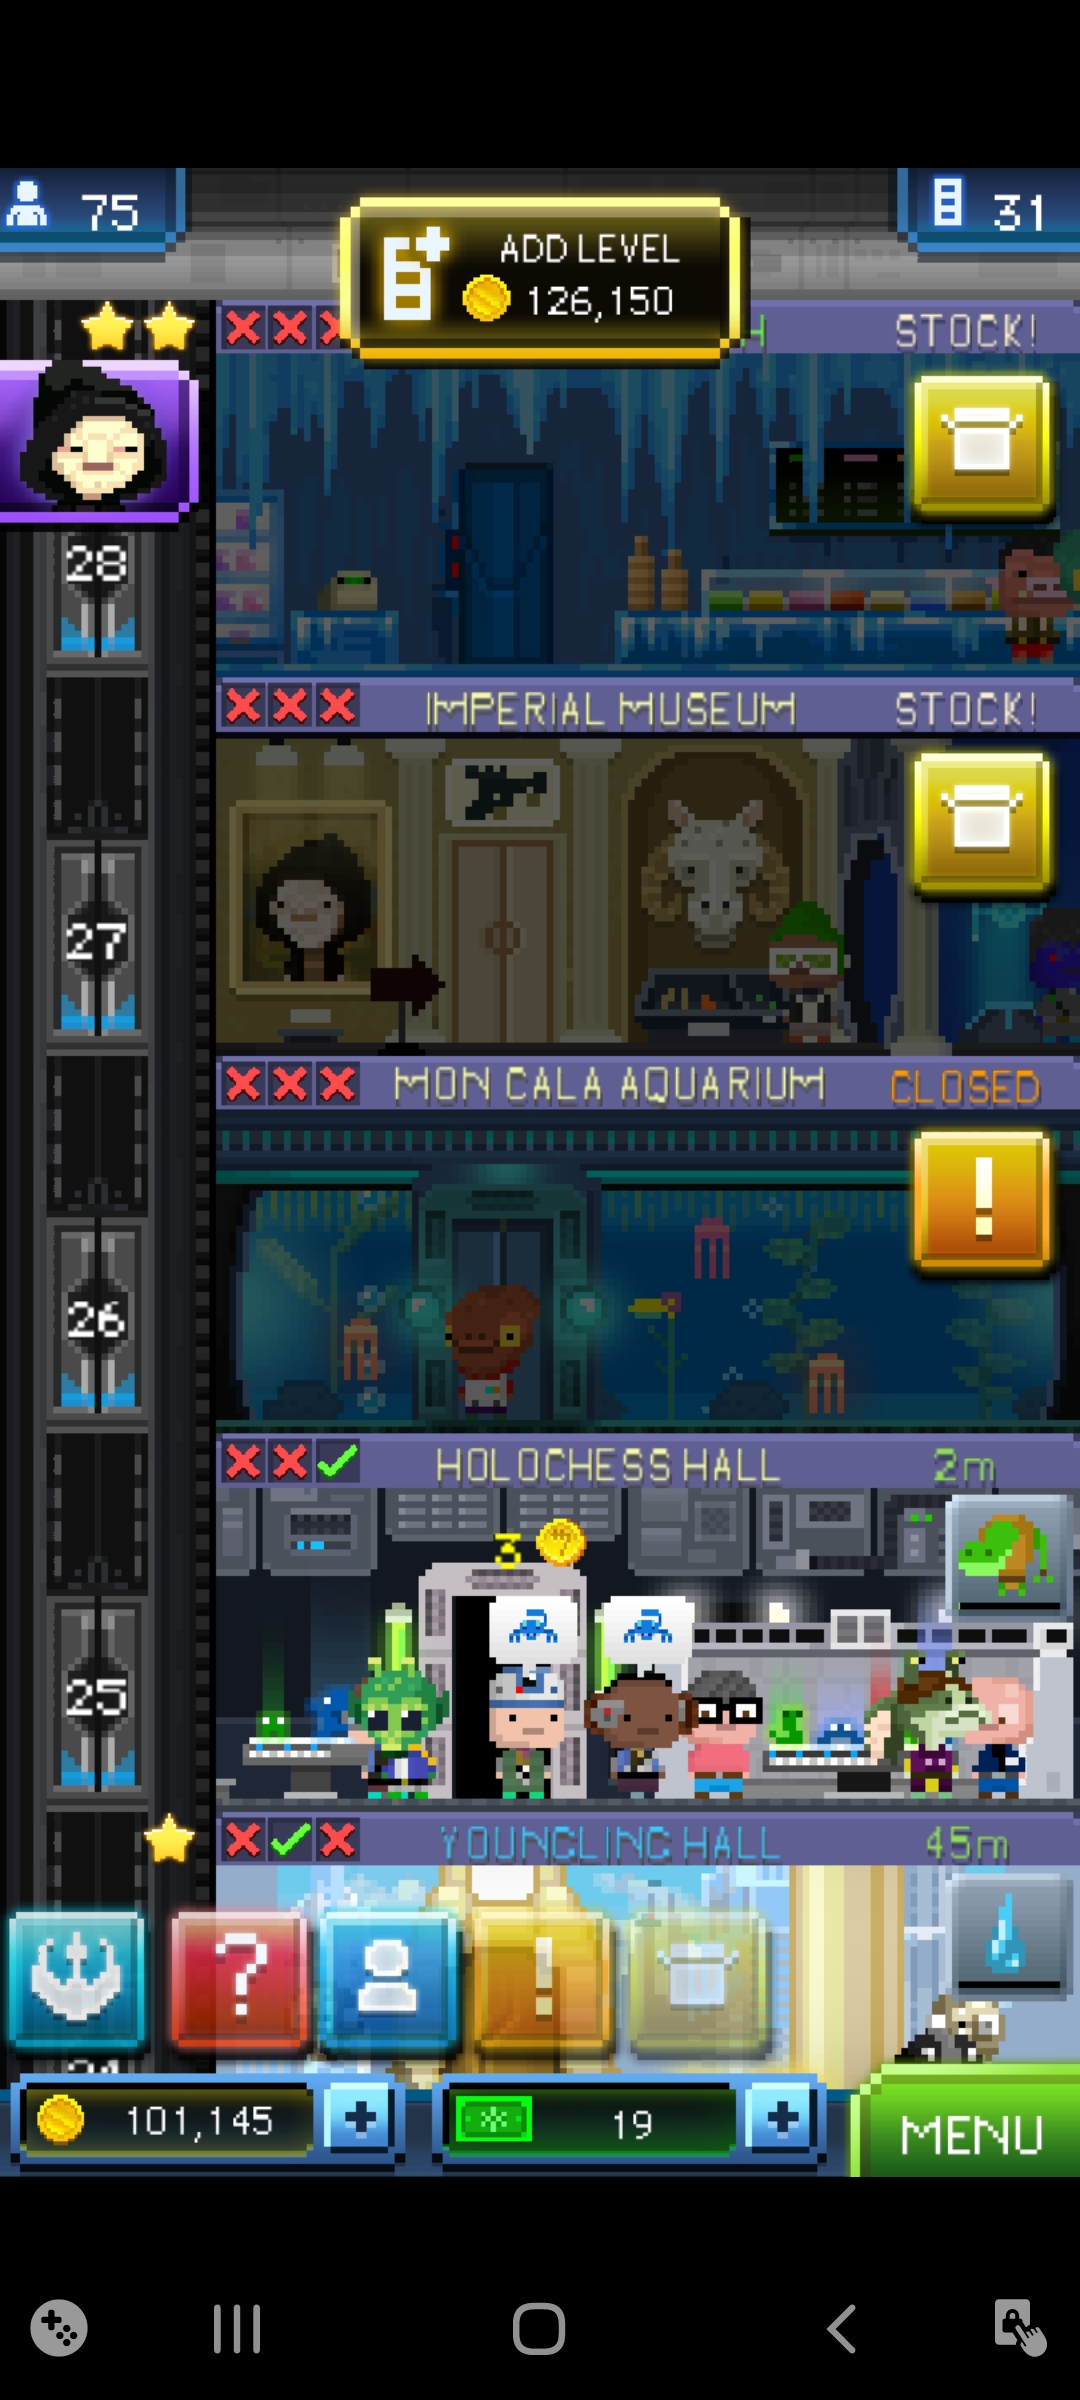 75
ADD LEVEL
126,150
31
STOCK!
28
IMPERIAL MUSEUM
STOCK!
27
MON CALA AQUARIUM
CLOSED
!
26
HOLOCHESS HALL
2m
3
25
YOUNGLING HALL
45m
?
!
101,145
+
19
+
MENU